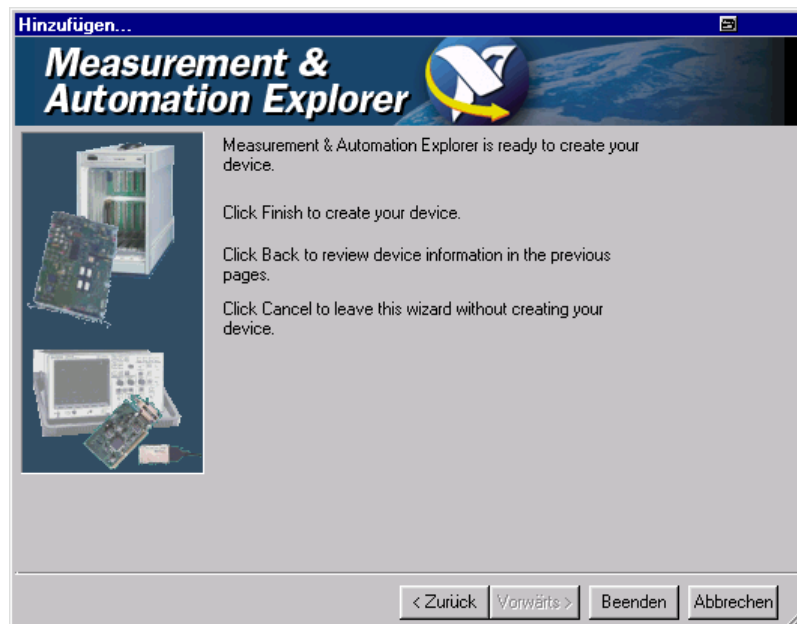 Hinzufügen...
Measurement &
Automation Explorer
Measurement & Automation Explorer is ready to create your
device.
Click Finish to create your device.
Click Back to review device information in the previous
pages.
Click Cancel to leave this wizard without creating your
device.
< Zurück
Vorwärts >
Beenden
Abbrechen